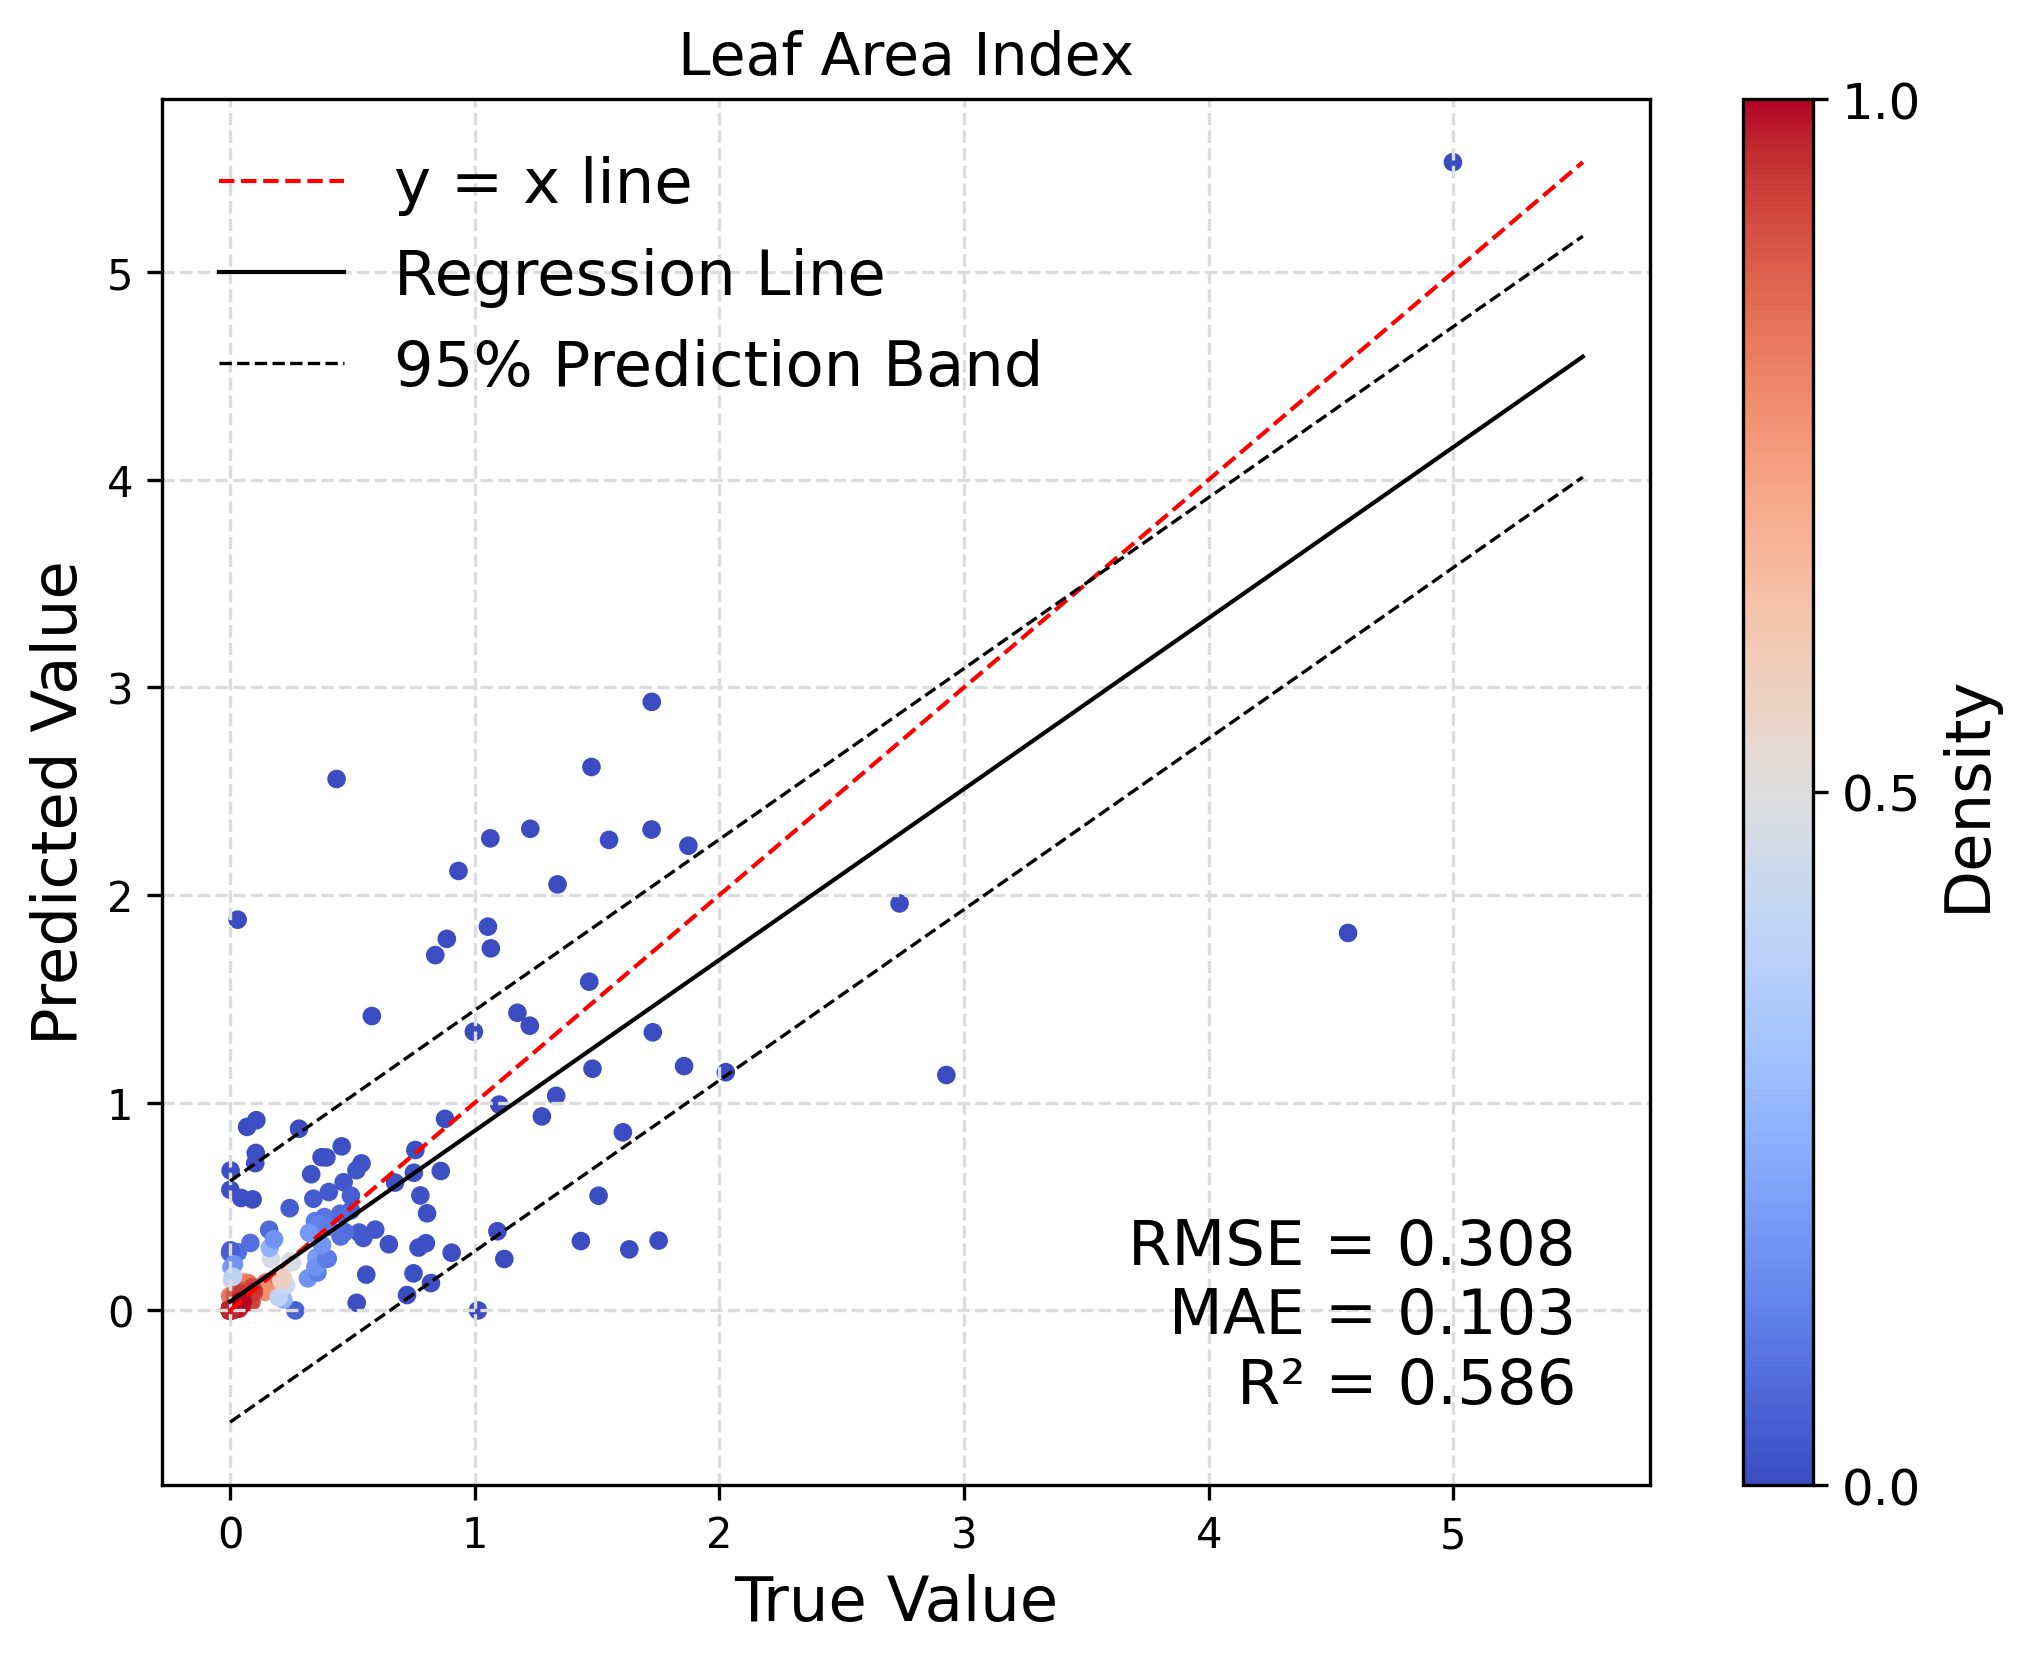 Leaf Area Index
y = x line
Regression Line
95% Prediction Band
Predicted Value
5
4
3
2
1
0
RMSE = 0.308
MAE = 0.103
R² = 0.586
0
1
2
3
4
5
True Value
1.0
0.5
0.0
Density